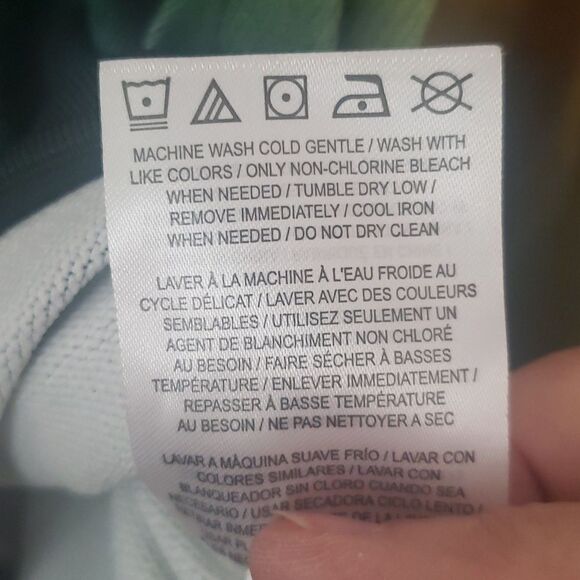 MACHINE WASH COLD GENTLE / WASH WITH
LIKE COLORS / ONLY NON-CHLORINE BLEACH
WHEN NEEDED / TUMBLE DRY LOW /
REMOVE IMMEDIATELY / COOL IRON
WHEN NEEDED / DO NOT DRY CLEAN
LAVER À LA MACHINE À L'EAU FROIDE AU
CYCLE DÉLICAT / LAVER AVEC DES COULEURS
SEMBLABLES / UTILISEZ SEULEMENT UN
AGENT DE BLANCHIMENT NON CHLORÉ
AU BESOIN / FAIRE SÉCHER À BASSES
TEMPÉRATURE / ENLEVER IMMEDIATEMENT /
REPASSER À BASSE TEMPÉRATURE
AU BESOIN / NE PAS NETTOYER A SEC
LAVAR A MÁQUINA SUAVE FRÍO / LAVAR CON
COLORES SIMILARES / LAVAR CON
BLANQUEADOR SIN CLORO CUANDO SEA
NECESARIO / USAR SECADORA CICLO LENTO /
DE LA